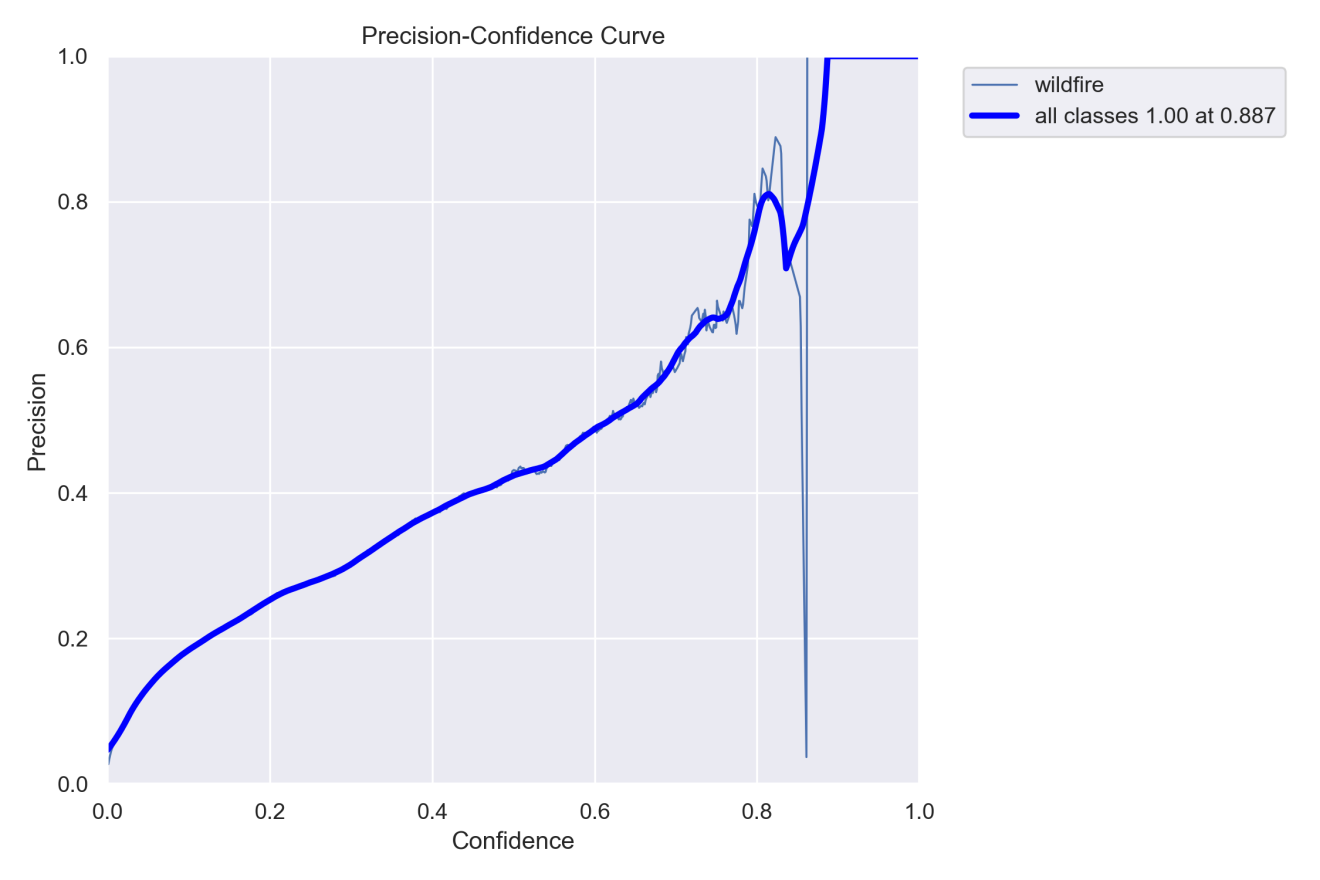 Precision-Confidence Curve
1.0
0.8
0.6
0.4
0.2
0.0
Precision
0.0 0.2 0.4 0.6 0.8 1.0
Confidence
wildfire
all classes 1.00 at 0.887